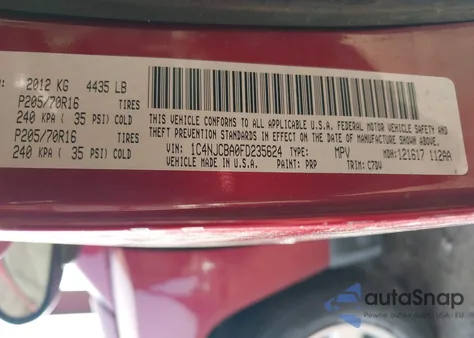 2012 KG 4435 LB
P205/70R16 TIRES
240 KPA ( 35 PSI) COLD
P205/70R16 TIRES
240 KPA ( 35 PSI) COLD
THIS VEHICLE CONFORMS TO ALL U.S.A. FEDERAL MOTOR VEHICLE SAFETY AND
THEFT PREVENTION STANDARDS IN EFFECT ON THE DATE OF MANUFACTURE SHOWN ABOVE.
VIN: 1C4NJCBA0FD235624 TYPE: MPV MDH: 121617 112AA
VEHICLE MADE IN U.S.A. PAINT: PRP TRIM: C7DV
autoSnap